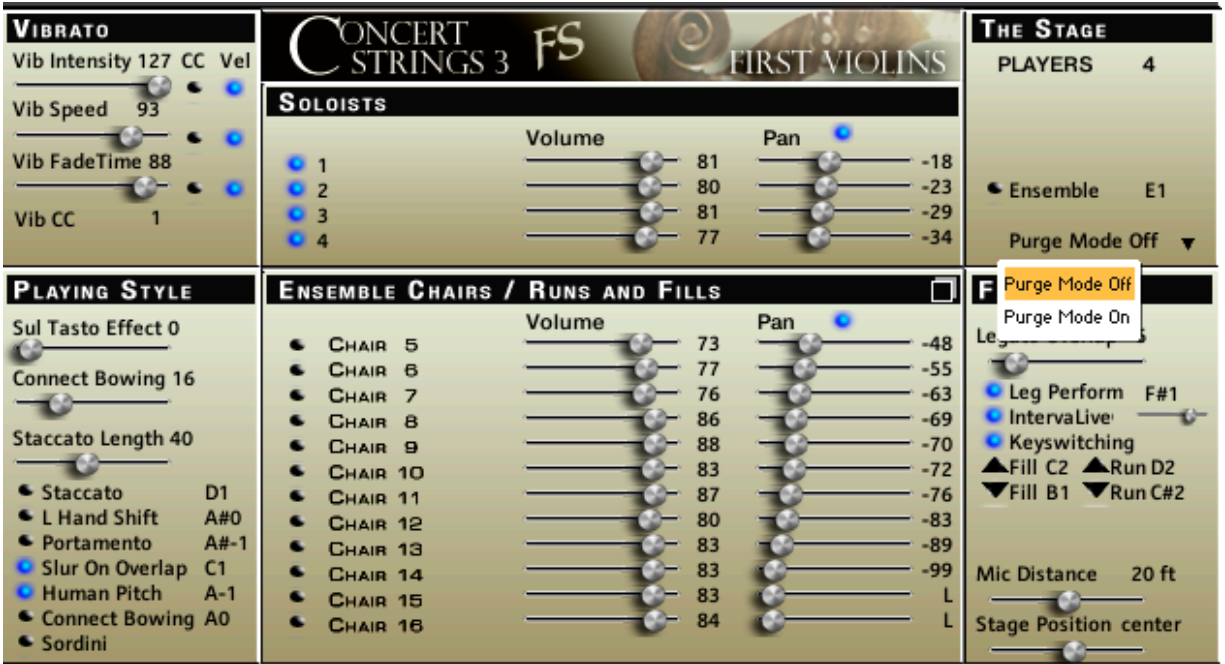 VIBRATO
Vib Intensity 127 CC Vel
Vib Speed 93
Vib FadeTime 88
Vib CC 1
CONCERT
STRINGS 3 FS
FIRST VIOLINS
SOLOISTS
Volume Pan
1 81 -18
2 80 -23
3 81 -29
4 77 -34
THE STAGE
PLAYERS 4
Ensemble E1
Purge Mode Off
Purge Mode Off
Purge Mode On
PLAYING STYLE
Sul Tasto Effect 0
Connect Bowing 16
Staccato Length 40
Staccato D1
L Hand Shift A#0
Portamento A#-1
Slur On Overlap C1
Human Pitch A-1
Connect Bowing A0
Sordini
ENSEMBLE CHAIRS / RUNS AND FILLS
Volume Pan
CHAIR 5 73 -48
CHAIR 6 77 -55
CHAIR 7 76 -63
CHAIR 8 86 -69
CHAIR 9 88 -70
CHAIR 10 83 -72
CHAIR 11 87 -76
CHAIR 12 80 -83
CHAIR 13 83 -89
CHAIR 14 83 -99
CHAIR 15 83 L
CHAIR 16 84 L
Leg Perform F#1
IntervaLive
Keyswitching
Fill C2 Run D2
Fill B1 Run C#2
Mic Distance 20 ft
Stage Position center